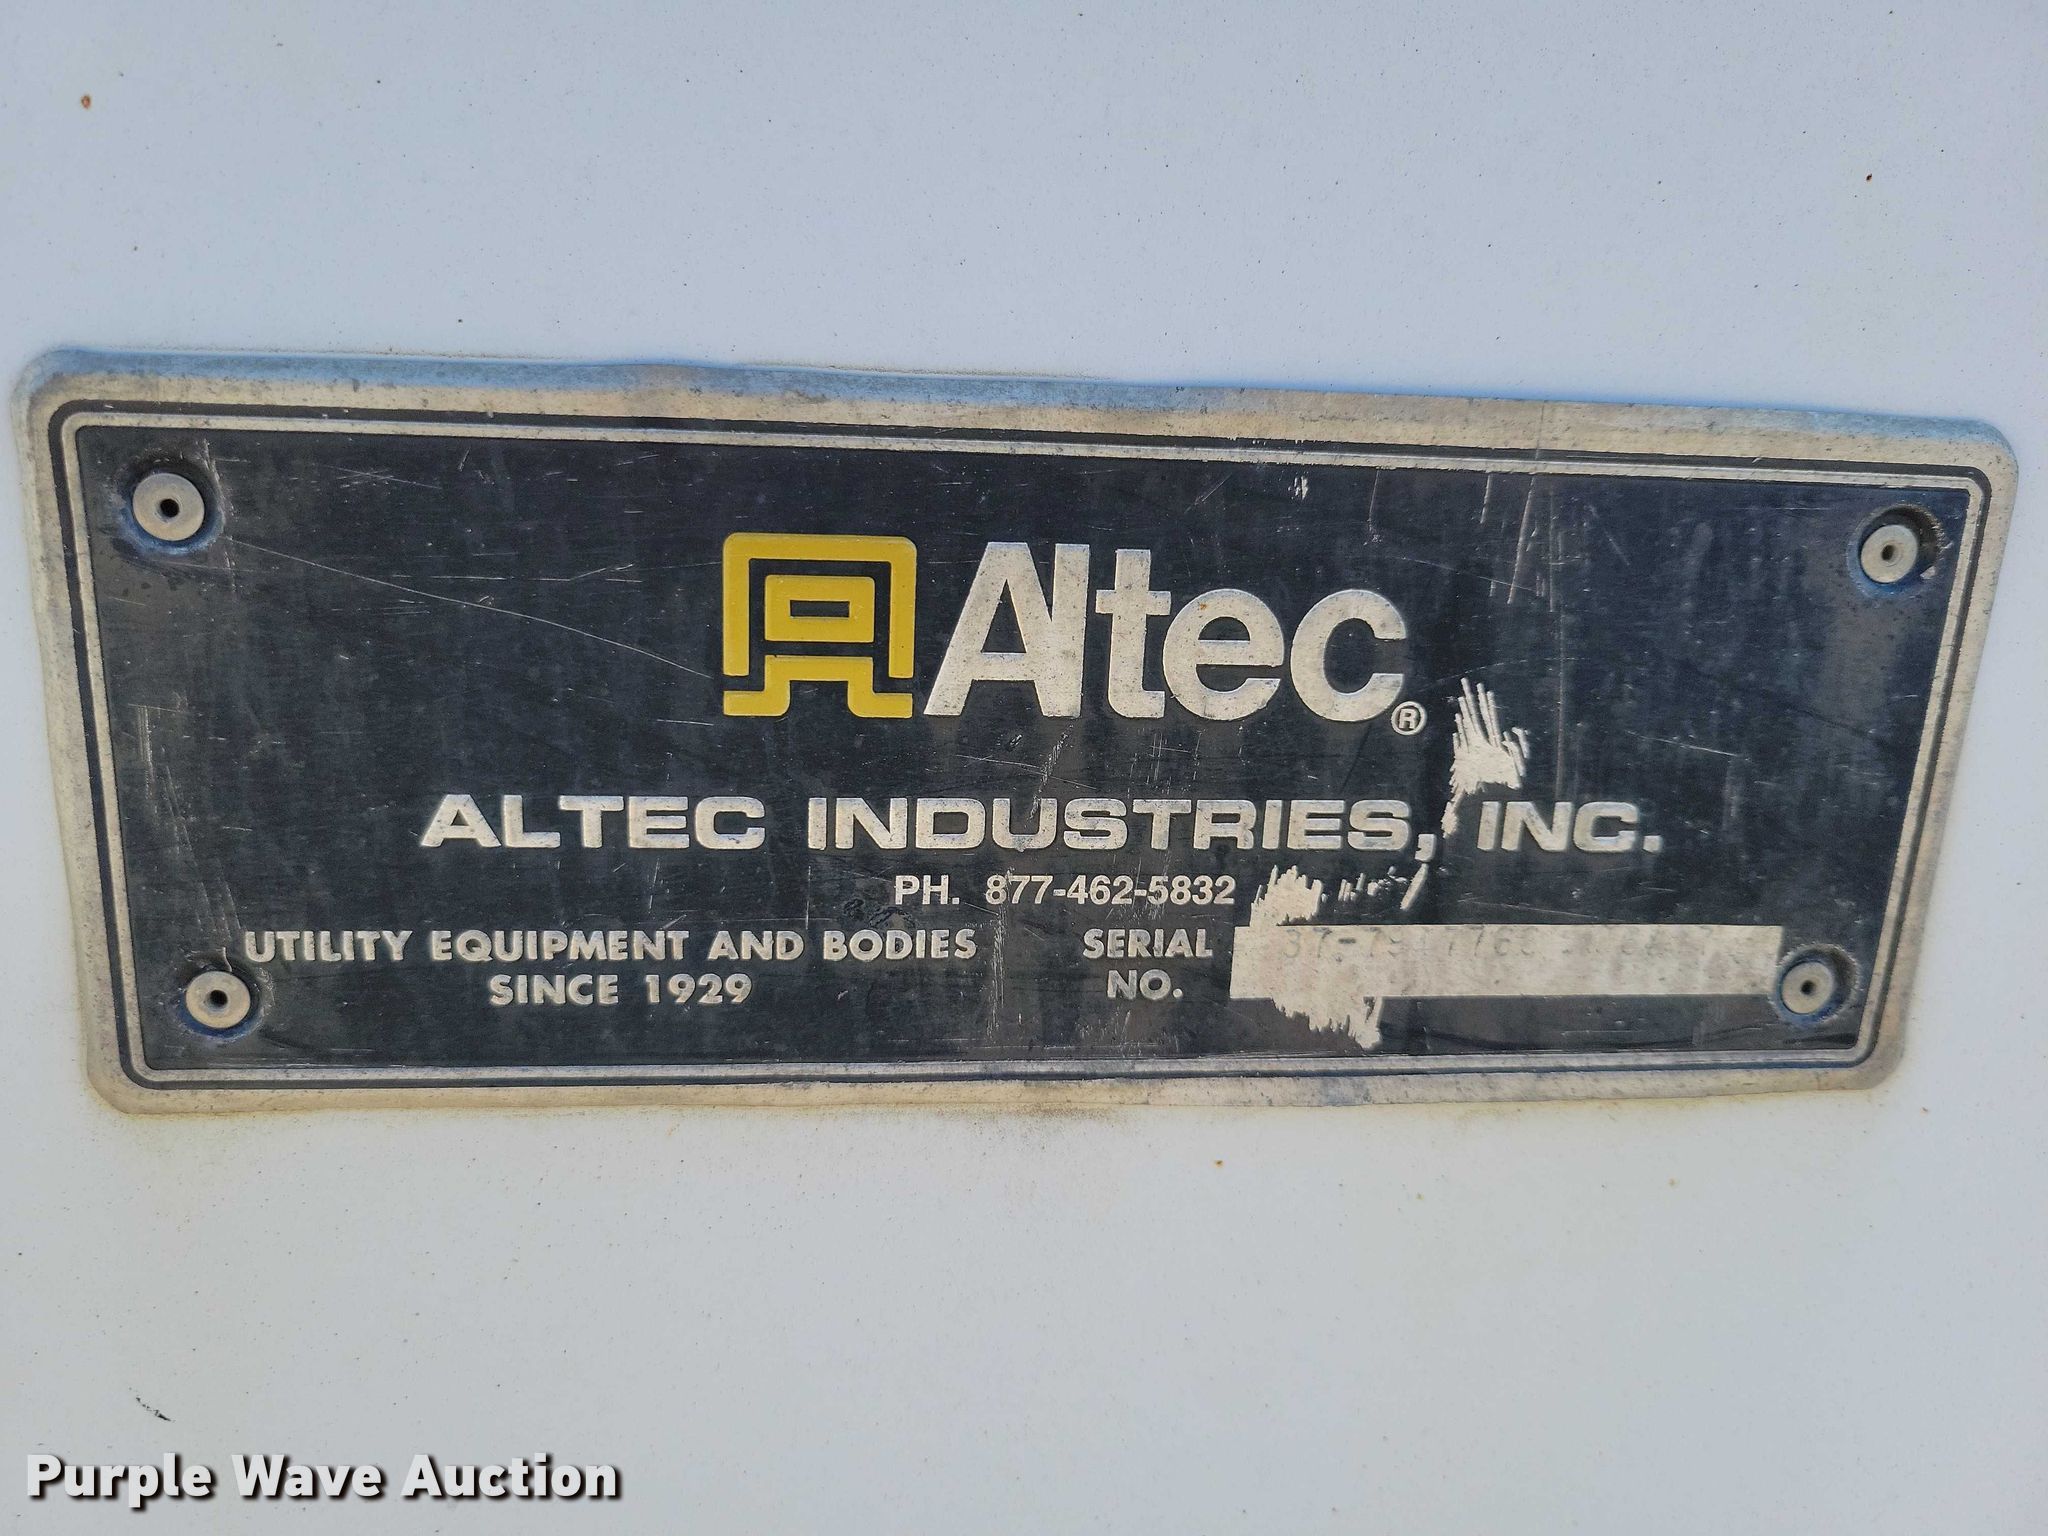 Altec®
ALTEC INDUSTRIES, INC.
PH. 877-462-5832
UTILITY EQUIPMENT AND BODIES
SINCE 1929
SERIAL
NO.
Purple Wave Auction